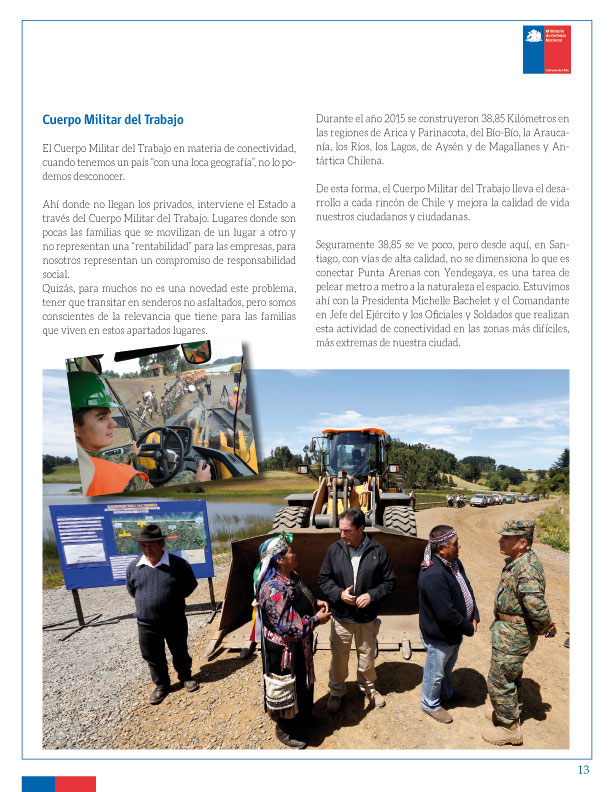 Ministerio
de Defensa
Nacional
Gobierno de Chile
Cuerpo Militar del Trabajo
El Cuerpo Militar del Trabajo en materia de conectividad,
cuando tenemos un país “con una loca geografía”, no lo po-
demos desconocer.
Ahí donde no llegan los privados, interviene el Estado a
través del Cuerpo Militar del Trabajo. Lugares donde son
pocas las familias que se movilizan de un lugar a otro y
no representan una “rentabilidad” para las empresas, para
nosotros representan un compromiso de responsabilidad
social.
Quizás, para muchos no es una novedad este problema,
tener que transitar en senderos no asfaltados, pero somos
conscientes de la relevancia que tiene para las familias
que viven en estos apartados lugares.
Durante el año 2015 se construyeron 38,85 Kilómetros en
las regiones de Arica y Parinacota, del Bío-Bío, la Arauca-
nía, los Ríos, los Lagos, de Aysén y de Magallanes y An-
tártica Chilena.
De esta forma, el Cuerpo Militar del Trabajo lleva el desa-
rrollo a cada rincón de Chile y mejora la calidad de vida
nuestros ciudadanos y ciudadanas.
Seguramente 38,85 se ve poco, pero desde aquí, en San-
tiago, con vías de alta calidad, no se dimensiona lo que es
conectar Punta Arenas con Yendegaya, es una tarea de
pelear metro a metro a la naturaleza el espacio. Estuvimos
ahí con la Presidenta Michelle Bachelet y el Comandante
en Jefe del Ejército y los Oficiales y Soldados que realizan
esta actividad de conectividad en las zonas más difíciles,
más extremas de nuestra ciudad.
13